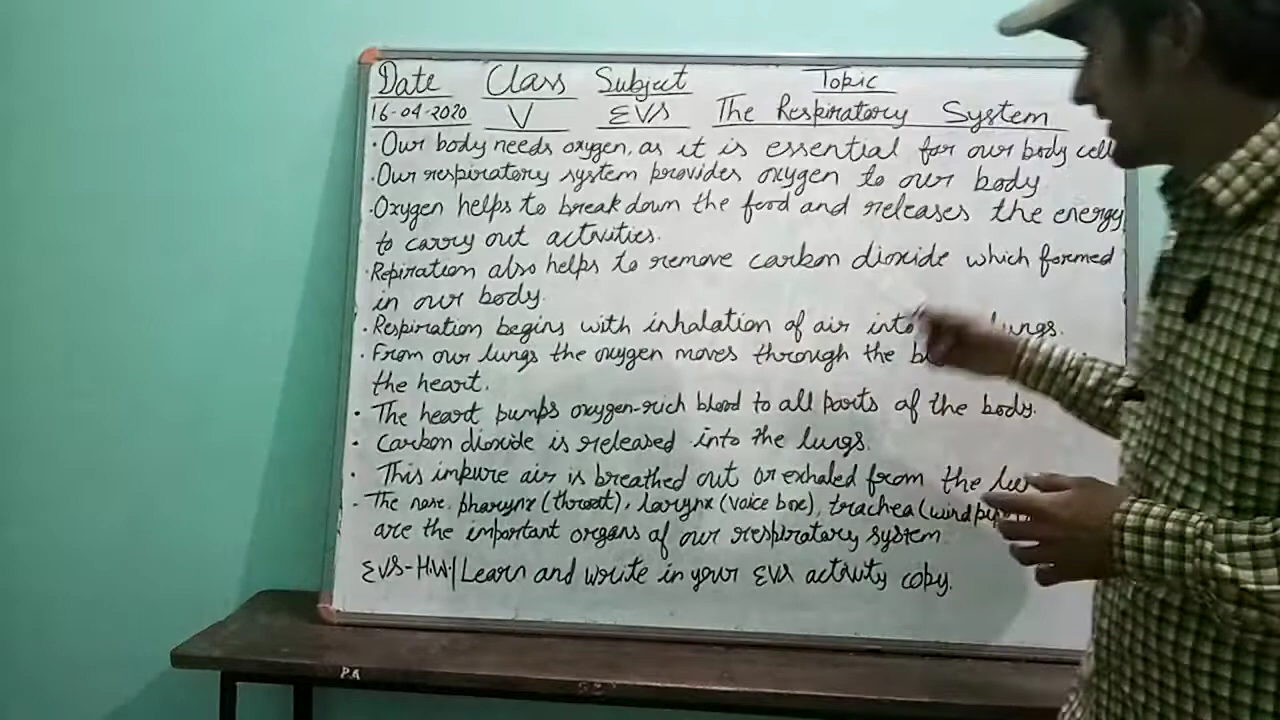 Date Class Subject Topic
16-04-2020 V EVS The Respiratory System
• Our body needs oxygen, as it is essential for our body cell
• Our respiratory system provides oxygen to our body
• Oxygen helps to break down the food and releases the energy
to carry out activities.
• Repiration also helps to remove carbon dioxide which formed
in our body.
• Respiration begins with inhalation of air into lungs.
• From our lungs the oxygen moves through the
the heart.
• The heart pumps oxygen-rich blood to all parts of the body.
• Carbon dioxide is released into the lungs.
• This impure air is breathed out or exhaled from the
• The nose, pharynx (throat), larynx (voice box), trachea (wind pipe
are the important organs of our respiratory system
EVS-H.W.| Learn and write in your EVS activity copy.
P.A